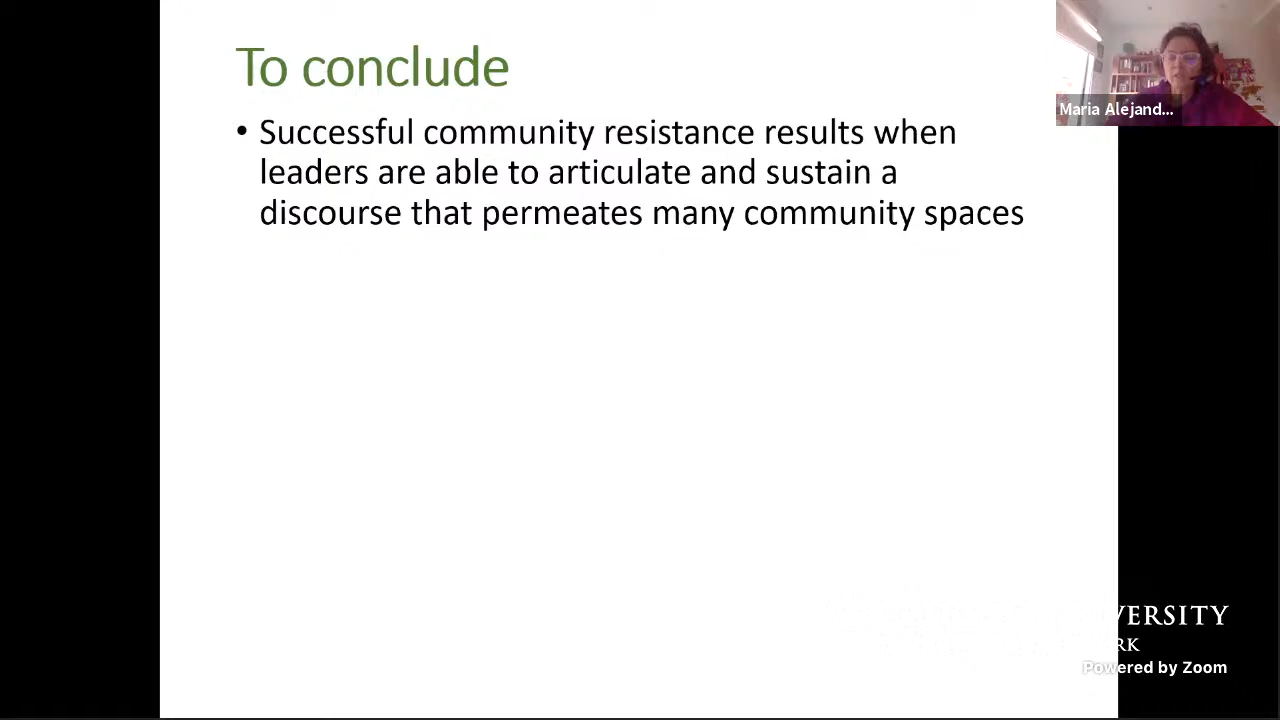 To conclude
• Successful community resistance results when
leaders are able to articulate and sustain a
discourse that permeates many community spaces
Maria Alejand...
VERSITY
RK
Powered by Zoom